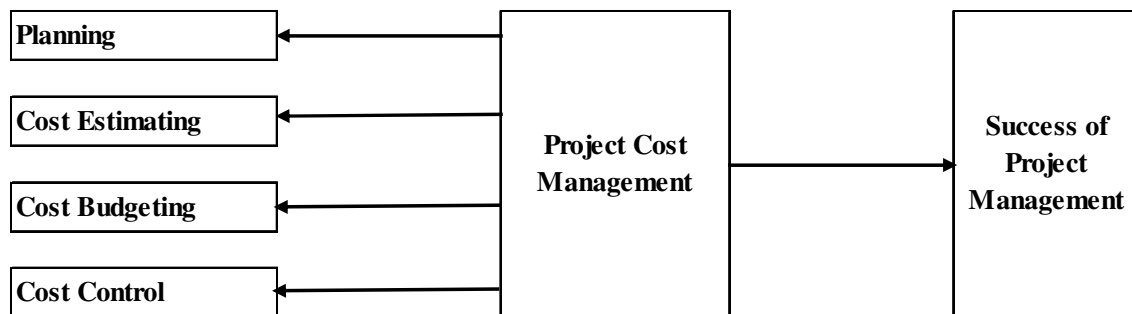 Planning
Cost Estimating
Cost Budgeting
Cost Control
Project Cost
Management
Success of
Project
Management